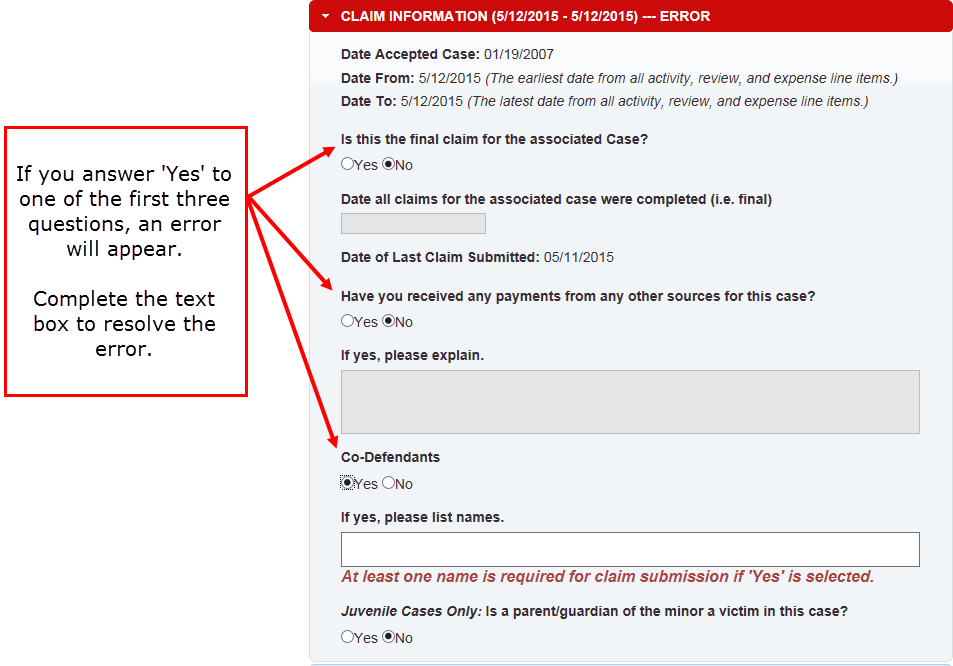 CLAIM INFORMATION (5/12/2015 - 5/12/2015) --- ERROR
Date Accepted Case: 01/19/2007
Date From: 5/12/2015 (The earliest date from all activity, review, and expense line items.)
Date To: 5/12/2015 (The latest date from all activity, review, and expense line items.)
If you answer 'Yes' to
one of the first three
questions, an error
will appear.
Complete the text
box to resolve the
error.
Is this the final claim for the associated Case?
Yes No
Date all claims for the associated case were completed (i.e. final)
Date of Last Claim Submitted: 05/11/2015
Have you received any payments from any other sources for this case?
Yes No
If yes, please explain.
Co-Defendants
Yes No
If yes, please list names.
At least one name is required for claim submission if 'Yes' is selected.
Juvenile Cases Only: Is a parent/guardian of the minor a victim in this case?
Yes No